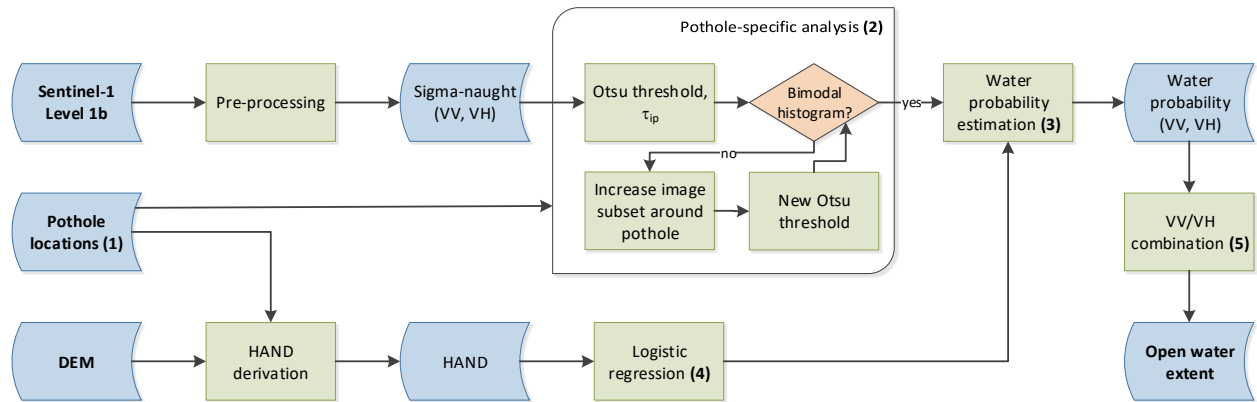 Pothole-specific analysis (2)
Sentinel-1
Level 1b
Pre-processing
Sigma-naught
(VV, VH)
Otsu threshold,
τip
Bimodal
histogram?
yes
Water
probability
estimation (3)
Water
probability
(VV, VH)
no
Increase image
subset around
pothole
New Otsu
threshold
Pothole
locations (1)
VV/VH
combination (5)
DEM
HAND
derivation
HAND
Logistic
regression (4)
Open water
extent